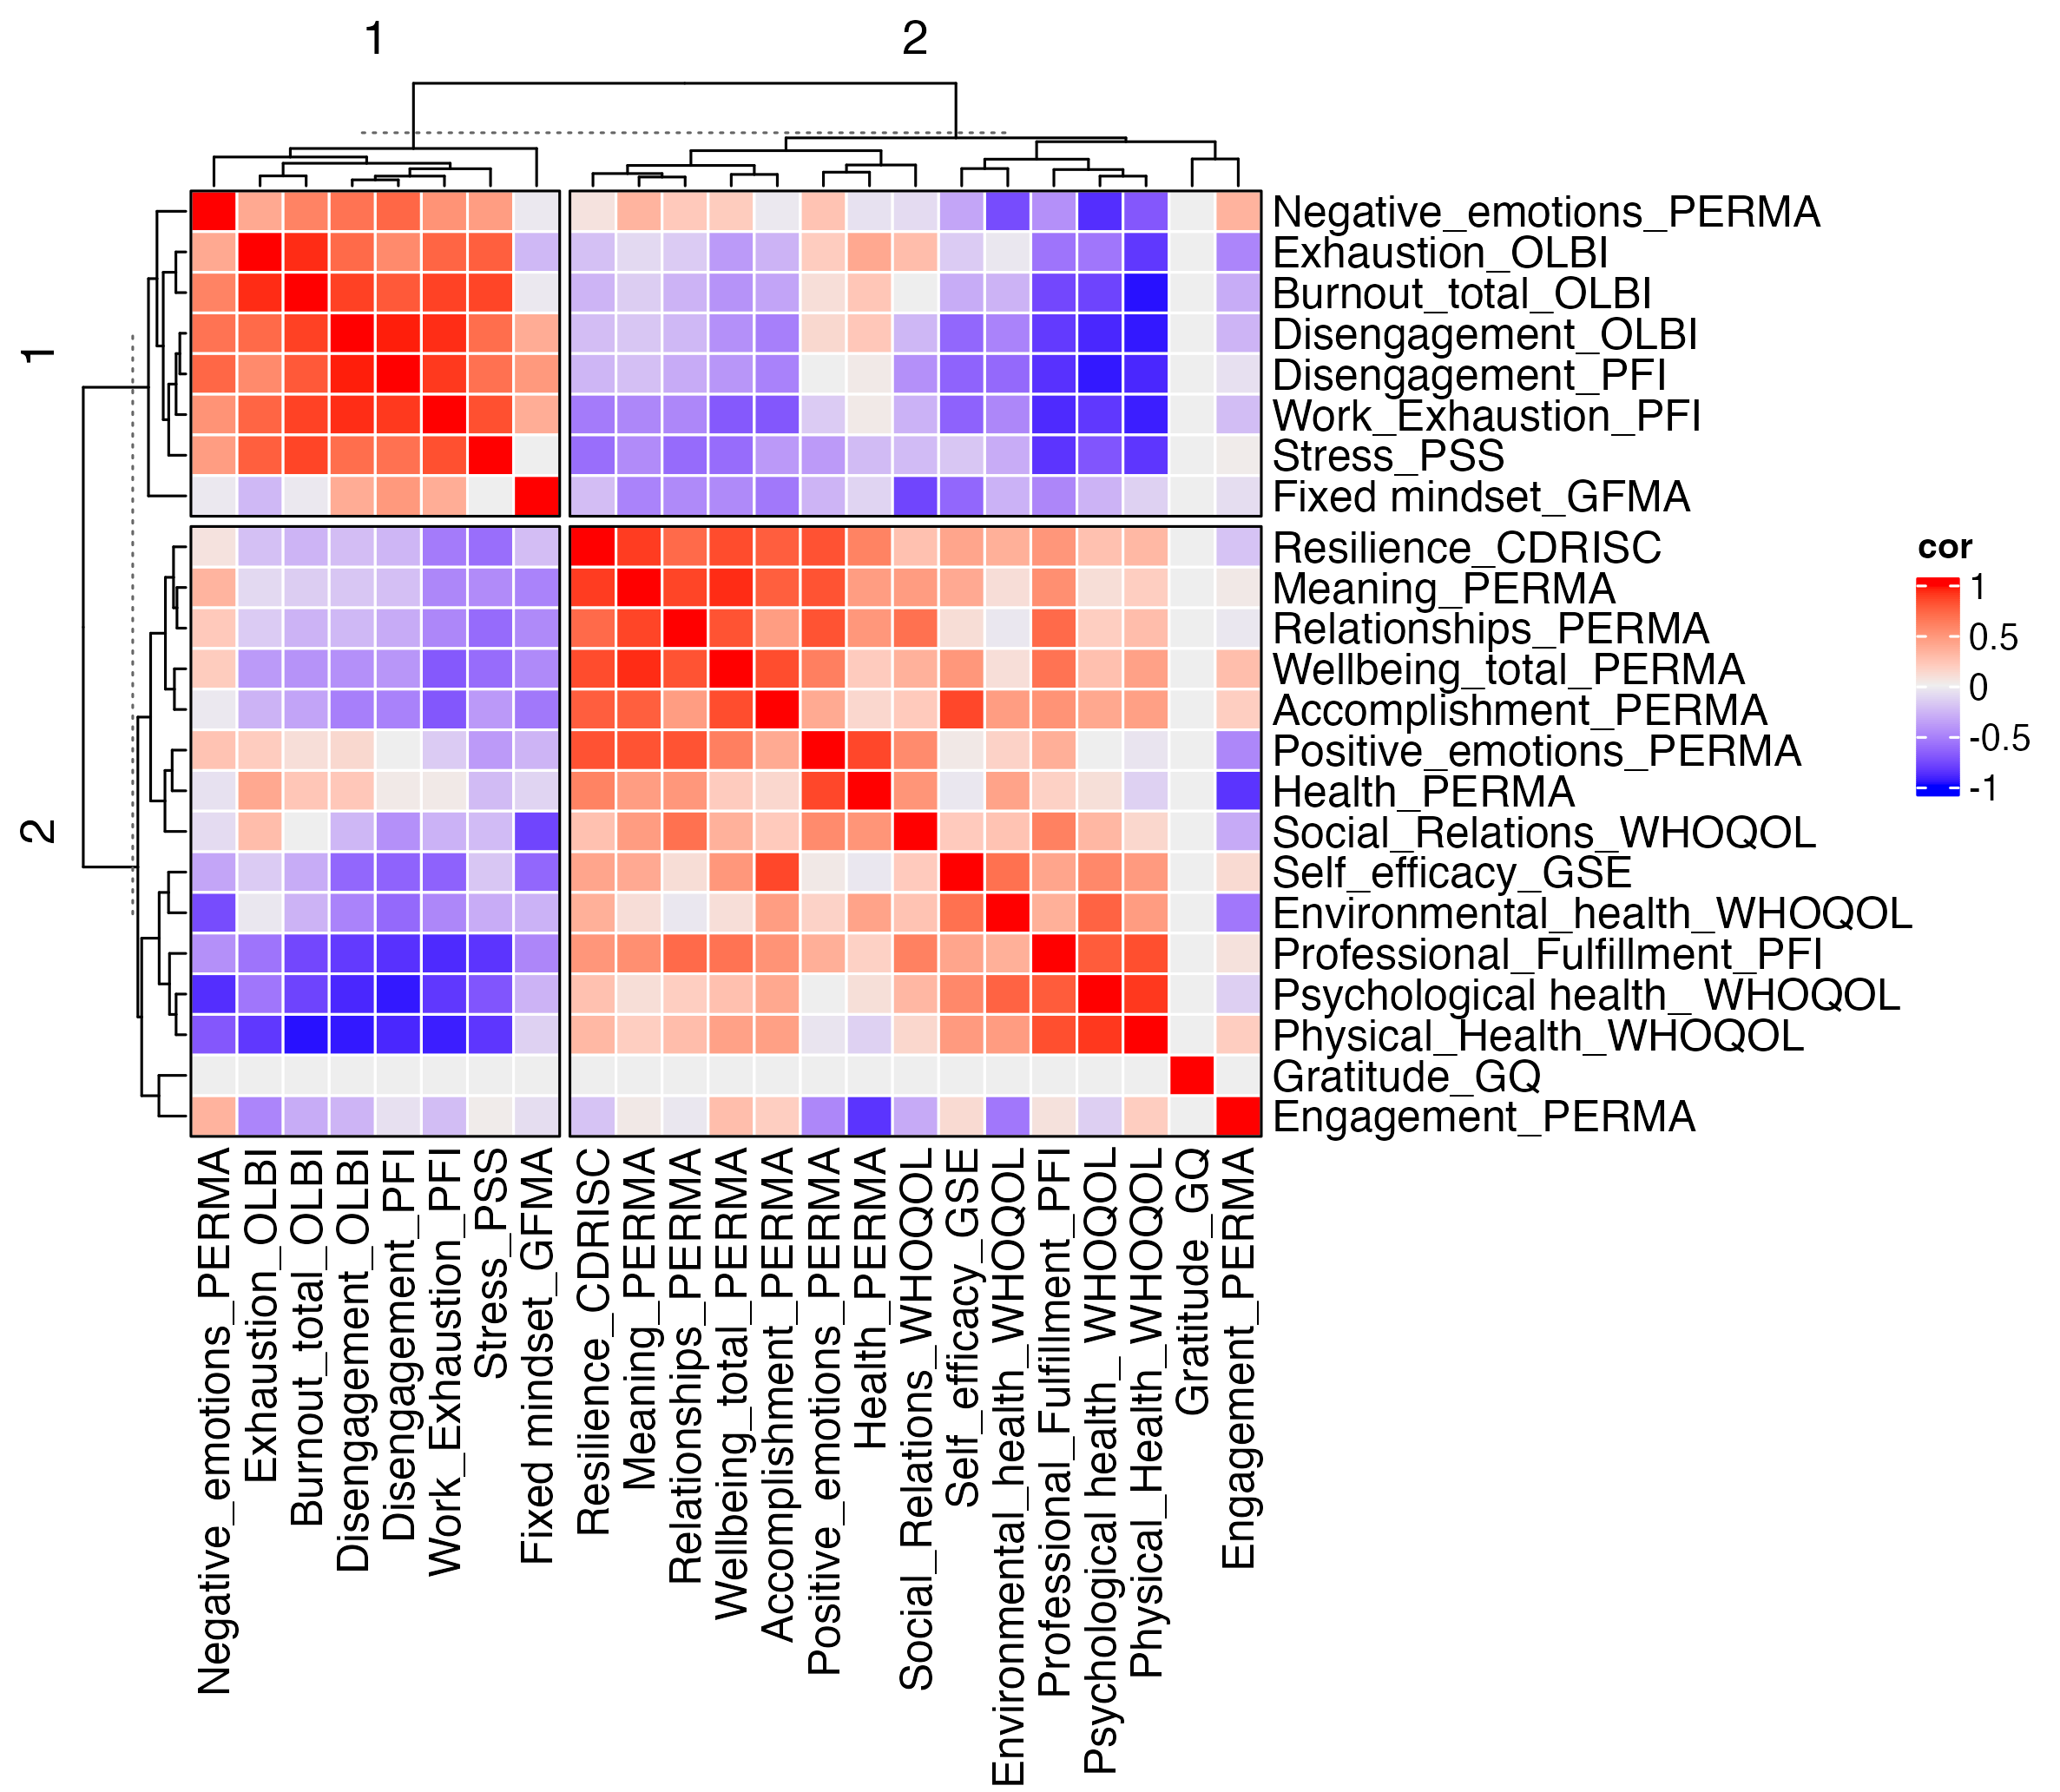 1
2
1
2
Negative_emotions_PERMA
Exhaustion_OLBI
Burnout_total_OLBI
Disengagement_OLBI
Disengagement_PFI
Work_Exhaustion_PFI
Stress_PSS
Fixed mindset_GFMA
Resilience_CDRISC
Meaning_PERMA
Relationships_PERMA
Wellbeing_total_PERMA
Accomplishment_PERMA
Positive_emotions_PERMA
Health_PERMA
Social_Relations_WHOQOL
Self_efficacy_GSE
Environmental_health_WHOQOL
Professional_Fulfillment_PFI
Psychological health_ WHOQOL
Physical_Health_WHOQOL
Gratitude_GQ
Engagement_PERMA
cor
1
0.5
0
-0.5
-1
Negative_emotions_PERMA
Exhaustion_OLBI
Burnout_total_OLBI
Disengagement_OLBI
Disengagement_PFI
Work_Exhaustion_PFI
Stress_PSS
Fixed mindset_GFMA
Resilience_CDRISC
Meaning_PERMA
Relationships_PERMA
Wellbeing_total_PERMA
Accomplishment_PERMA
Positive_emotions_PERMA
Health_PERMA
Social_Relations_WHOQOL
Self_efficacy_GSE
Environmental_health_WHOQOL
Professional_Fulfillment_PFI
Psychological health_ WHOQOL
Physical_Health_WHOQOL
Gratitude_GQ
Engagement_PERMA